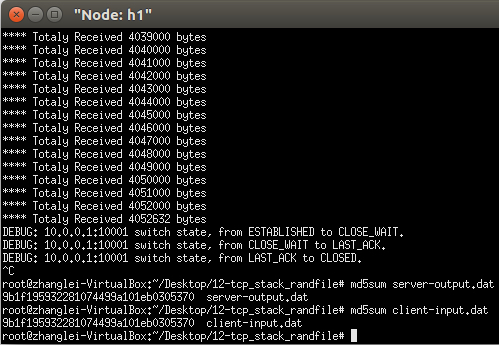 "Node: h1"
**** Totaly Received 4039000 bytes
**** Totaly Received 4040000 bytes
**** Totaly Received 4041000 bytes
**** Totaly Received 4042000 bytes
**** Totaly Received 4043000 bytes
**** Totaly Received 4044000 bytes
**** Totaly Received 4045000 bytes
**** Totaly Received 4046000 bytes
**** Totaly Received 4047000 bytes
**** Totaly Received 4048000 bytes
**** Totaly Received 4049000 bytes
**** Totaly Received 4050000 bytes
**** Totaly Received 4051000 bytes
**** Totaly Received 4052000 bytes
**** Totaly Received 4052632 bytes
DEBUG: 10.0.0.1:10001 switch state, from ESTABLISHED to CLOSE_WAIT.
DEBUG: 10.0.0.1:10001 switch state, from CLOSE_WAIT to LAST_ACK.
DEBUG: 10.0.0.1:10001 switch state, from LAST_ACK to CLOSED.
^C
root@zhanglei-VirtualBox:~/Desktop/12-tcp_stack_randfile# md5sum server-output.dat
9b1f195932281074499a101eb0305370  server-output.dat
root@zhanglei-VirtualBox:~/Desktop/12-tcp_stack_randfile# md5sum client-input.dat
9b1f195932281074499a101eb0305370  client-input.dat
root@zhanglei-VirtualBox:~/Desktop/12-tcp_stack_randfile#